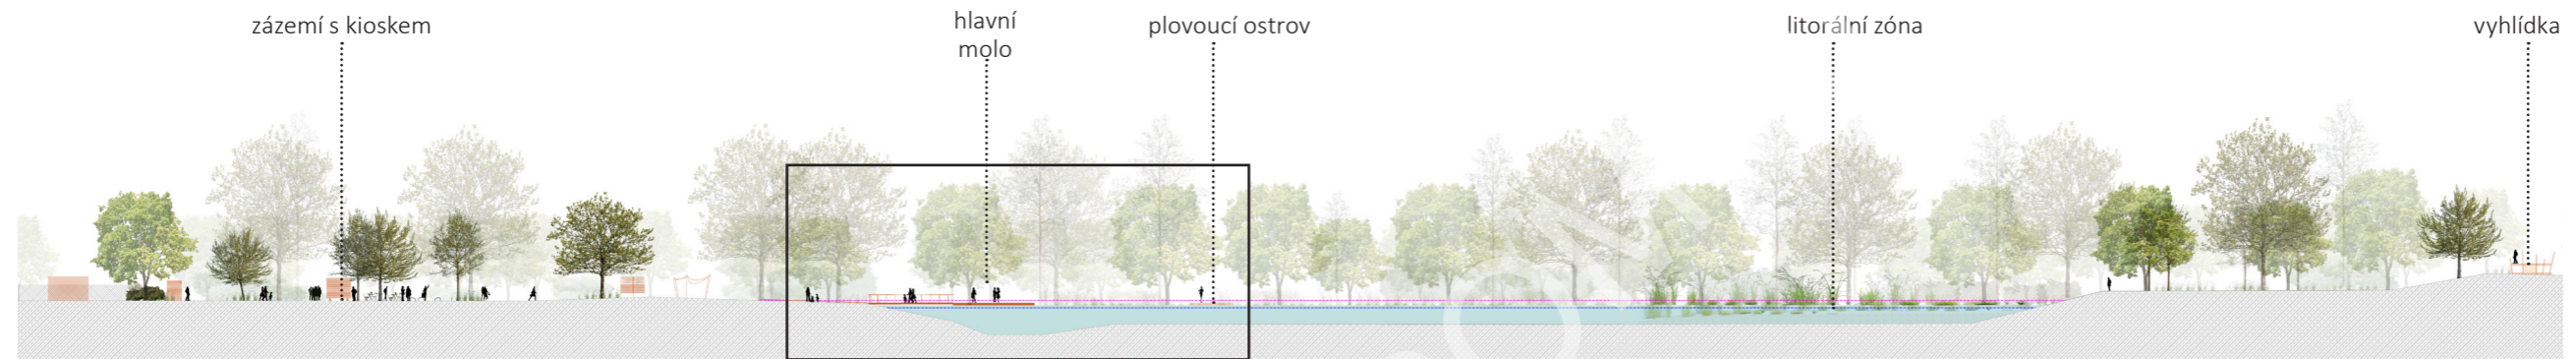 zázemí s kioskem
hlavní
molo
plovoucí ostrov
litorální zóna
vyhlídka